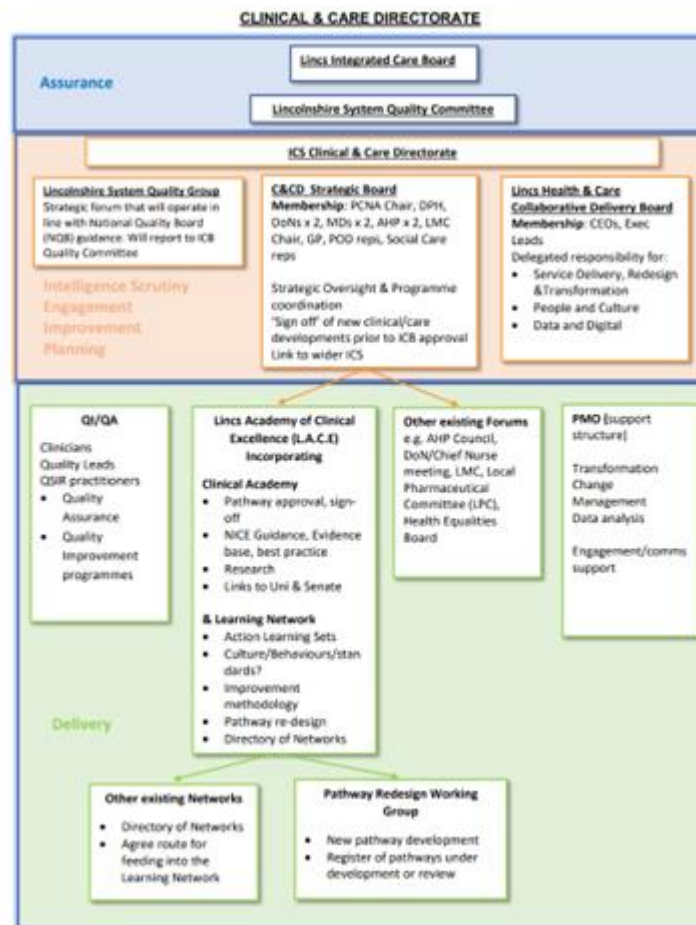 CLINICAL & CARE DIRECTORATE
Assurance
Lincs Integrated Care Board
Lincolnshire System Quality Committee
ICS Clinical & Care Directorate
Lincolnshire System Quality Group
Strategic forum that will operate in
line with National Quality Board
(NQB) guidance. Will report to ICB
Quality Committee
Intelligence Scrutiny
Engagement
Improvement
Planning
C&CD Strategic Board
Membership: PCNA Chair, DPH,
DoNs x 2, MDs x 2, AHP x 2, LMC
Chair, GP, POD reps, Social Care
reps
Strategic Oversight & Programme
coordination
'Sign off' of new clinical/care
developments prior to ICB approval
Link to wider ICS
Lincs Health & Care
Collaborative Delivery Board
Membership: CEOs, Exec
Leads
Delegated responsibility for:
• Service Delivery, Redesign
&Transformation
• People and Culture
• Data and Digital
QI/QA
Clinicians
Quality Leads
QSIR practitioners
• Quality
Assurance
• Quality
Improvement
programmes
Lincs Academy of Clinical
Excellence (L.A.C.E)
Incorporating
Clinical Academy
• Pathway approval, sign-
off
• NICE Guidance, Evidence
base, best practice
• Research
• Links to Uni & Senate
& Learning Network
• Action Learning Sets
• Culture/Behaviours/stan
dards?
• Improvement
methodology
• Pathway re-design
• Directory of Networks
Other existing Forums
e.g. AHP Council,
DoN/Chief Nurse
meeting, LMC, Local
Pharmaceutical
Committee (LPC),
Health Equalities
Board
PMO (support
structure)
Transformation
Change
Management
Data analysis
Engagement/comms
support
Delivery
Other existing Networks
• Directory of Networks
• Agree route for
feeding into the
Learning Network
Pathway Redesign Working
Group
• New pathway development
• Register of pathways under
development or review